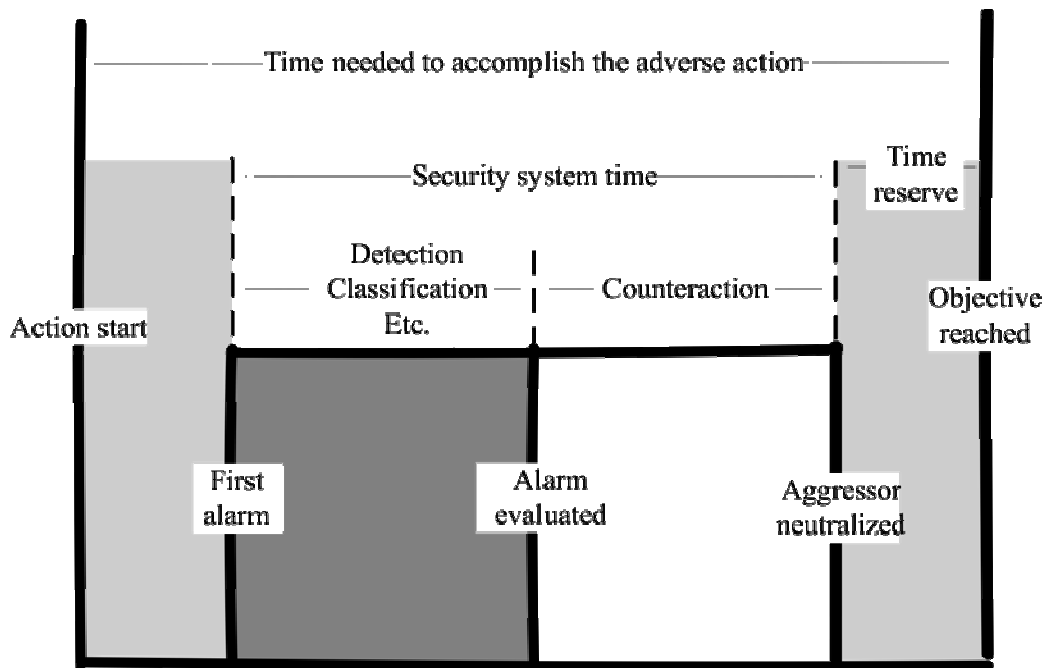 Time needed to accomplish the adverse action
Time
reserve
Security system time
Detection
Classification
Etc.
Counteraction
Action start
Objective
reached
First
alarm
Alarm
evaluated
Aggressor
neutralized